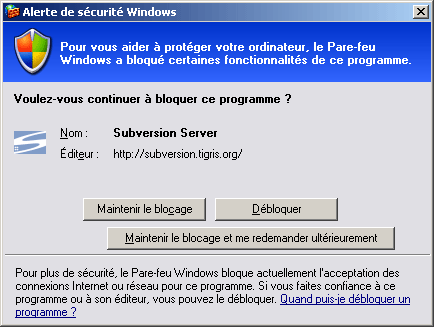 Alerte de sécurité Windows
Pour vous aider à protéger votre ordinateur, le Pare-feu
Windows a bloqué certaines fonctionnalités de ce programme.
Voulez-vous continuer à bloquer ce programme ?
Nom : Subversion Server
Éditeur : http://subversion.tigris.org/
Maintenir le blocage Débloquer
Maintenir le blocage et me redemander ultérieurement
Pour plus de sécurité, le Pare-feu Windows bloque actuellement l'acceptation des
connexions Internet ou réseau pour ce programme. Si vous faites confiance à ce
programme ou à son éditeur, vous pouvez le débloquer. Quand puis-je débloquer un
programme ?